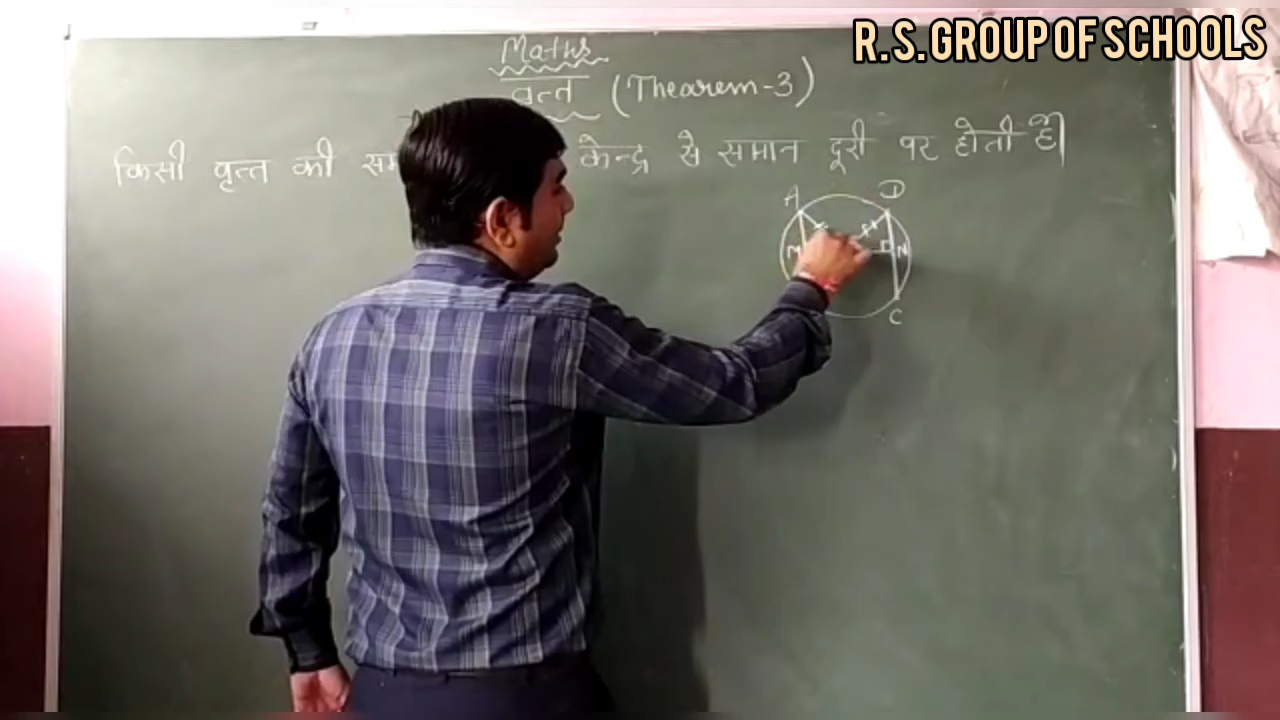 R.S. GROUP OF SCHOOLS
Maths
वृत्त (Thearem-3)
किसी वृत्त की केन्द्र से समान दूरी पर होती है।
A D
M N
C